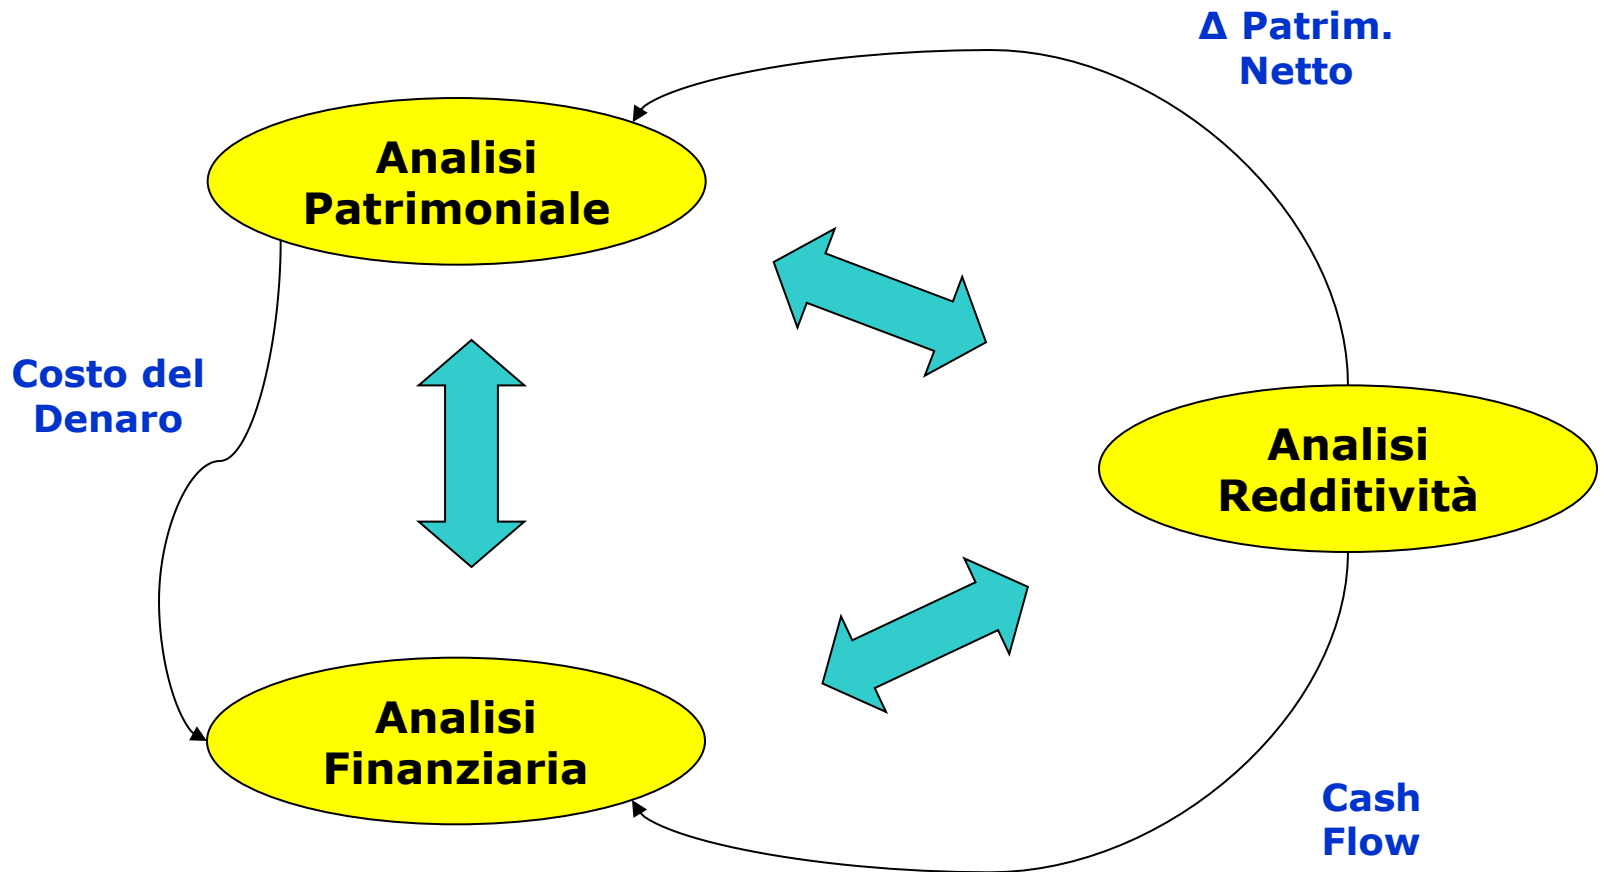 Δ Patrim.
Netto
Analisi
Patrimoniale
Costo del
Denaro
Analisi
Redditività
Analisi
Finanziaria
Cash
Flow